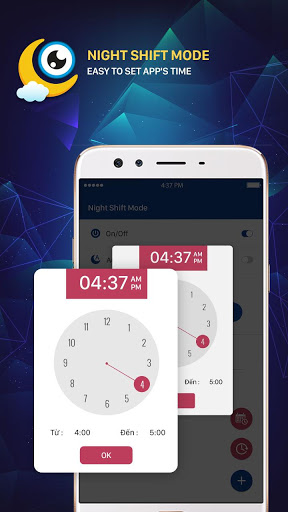 NIGHT SHIFT MODE
EASY TO SET APP'S TIME
4:37 PM
Night Shift Mode
On/Off
04:37 AM PM
12
1
2
3
4
5
6
7
8
9
10
11
Từ : 4:00 Đến : 5:00
OK
04:37 AM PM
4
Đến : 5:00